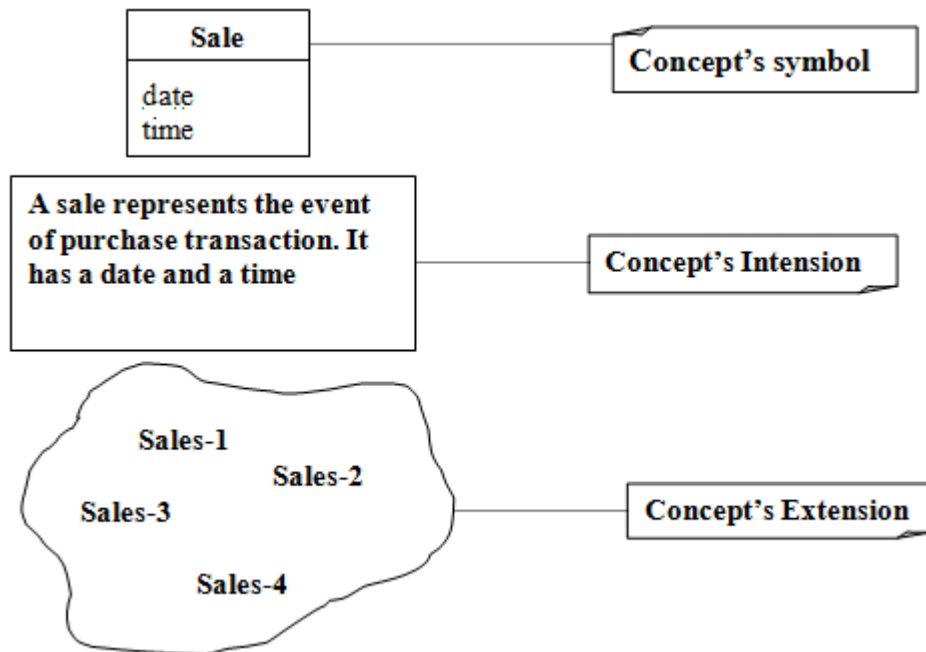 Sale
Concept’s symbol
date
time
A sale represents the event
of purchase transaction. It
has a date and a time
Concept’s Intension
Sales-1
Sales-2
Sales-3
Concept’s Extension
Sales-4